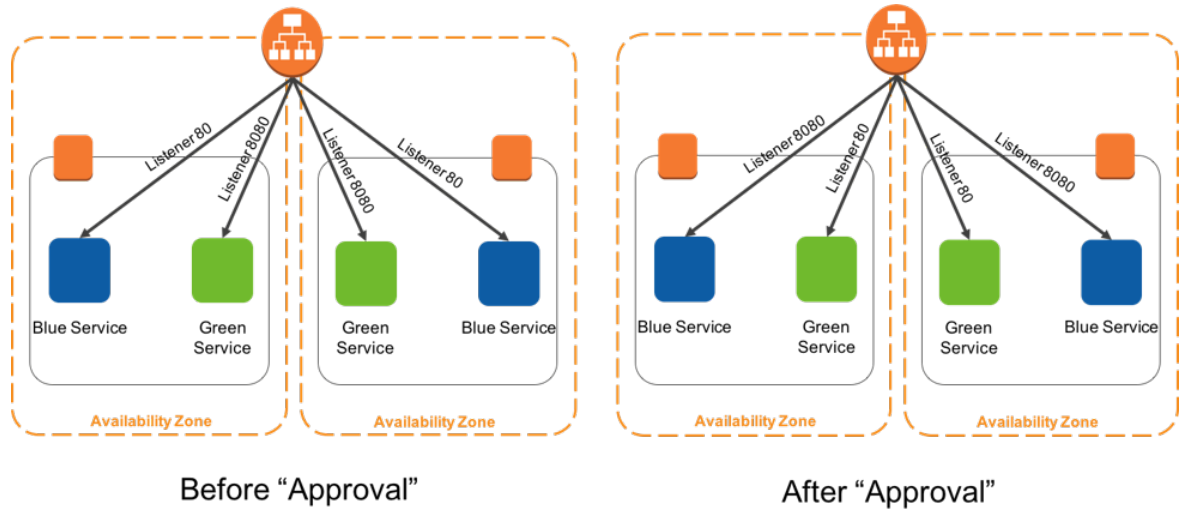 Listener 80
Listener 8080
Listener 8080
Listener 80
Blue Service
Green
Service
Green
Service
Blue Service
Availability Zone
Availability Zone
Before “Approval”
Listener 8080
Listener 80
Listener 80
Listener 8080
Blue Service
Green
Service
Green
Service
Blue Service
Availability Zone
Availability Zone
After “Approval”